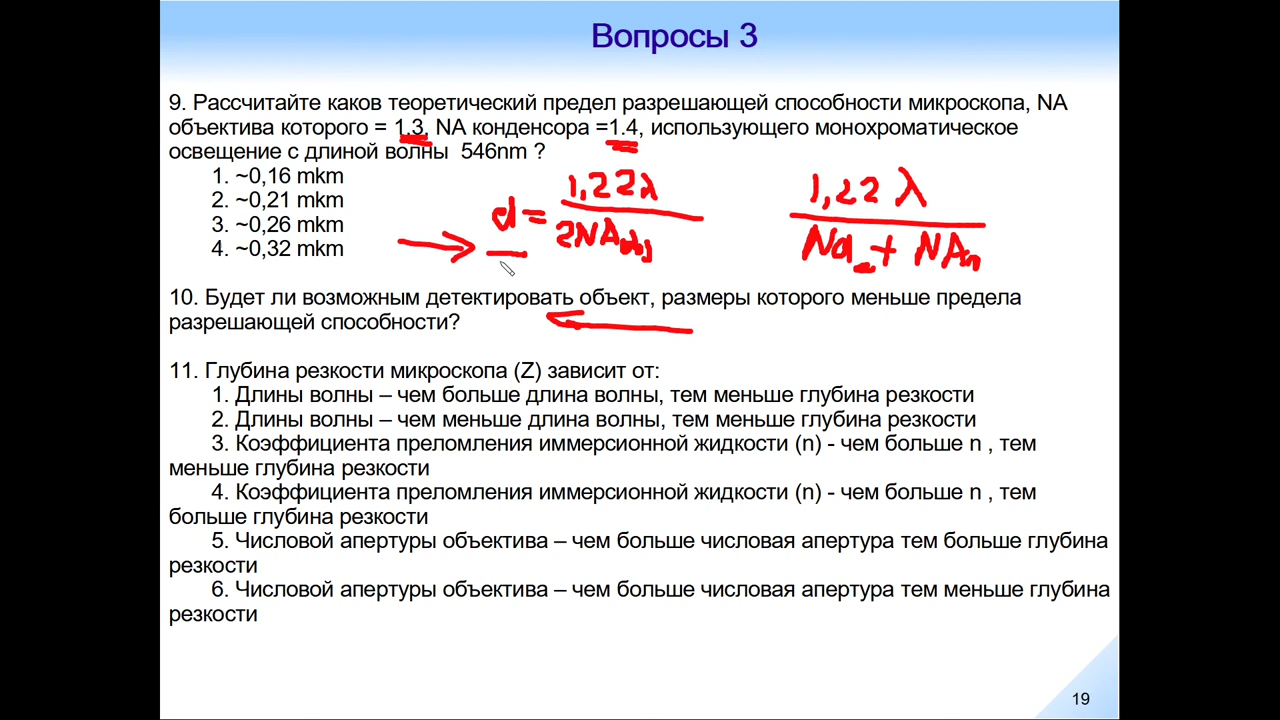 Вопросы 3
9. Рассчитайте каков теоретический предел разрешающей способности микроскопа, NA
объектива которого = 1.3, NA конденсора =1.4, использующего монохроматическое
освещение с длиной волны 546nm ?
1. ~0,16 mkm
2. ~0,21 mkm
3. ~0,26 mkm
4. ~0,32 mkm
d = 1,22λ
2NA
1,22 λ
+ NA
10. Будет ли возможным детектировать объект, размеры которого меньше предела
разрешающей способности?
11. Глубина резкости микроскопа (Z) зависит от:
1. Длины волны – чем больше длина волны, тем меньше глубина резкости
2. Длины волны – чем меньше длина волны, тем меньше глубина резкости
3. Коэффициента преломления иммерсионной жидкости (n) - чем больше n , тем
меньше глубина резкости
4. Коэффициента преломления иммерсионной жидкости (n) - чем больше n , тем
больше глубина резкости
5. Числовой апертуры объектива – чем больше числовая апертура тем больше глубина
резкости
6. Числовой апертуры объектива – чем больше числовая апертура тем меньше глубина
резкости
19